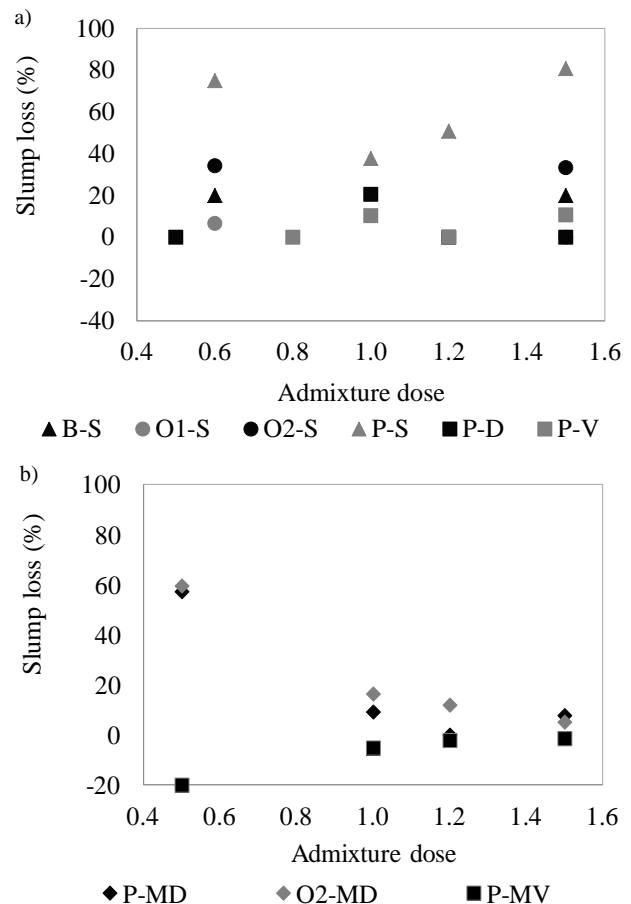 a)
Slump loss (%)
100
80
60
40
20
0
-20
-40
0.4 0.6 0.8 1.0 1.2 1.4 1.6
Admixture dose
B-S O1-S O2-S P-S P-D P-V
b)
Slump loss (%)
100
80
60
40
20
0
-20
0.4 0.6 0.8 1.0 1.2 1.4 1.6
Admixture dose
P-MD O2-MD P-MV